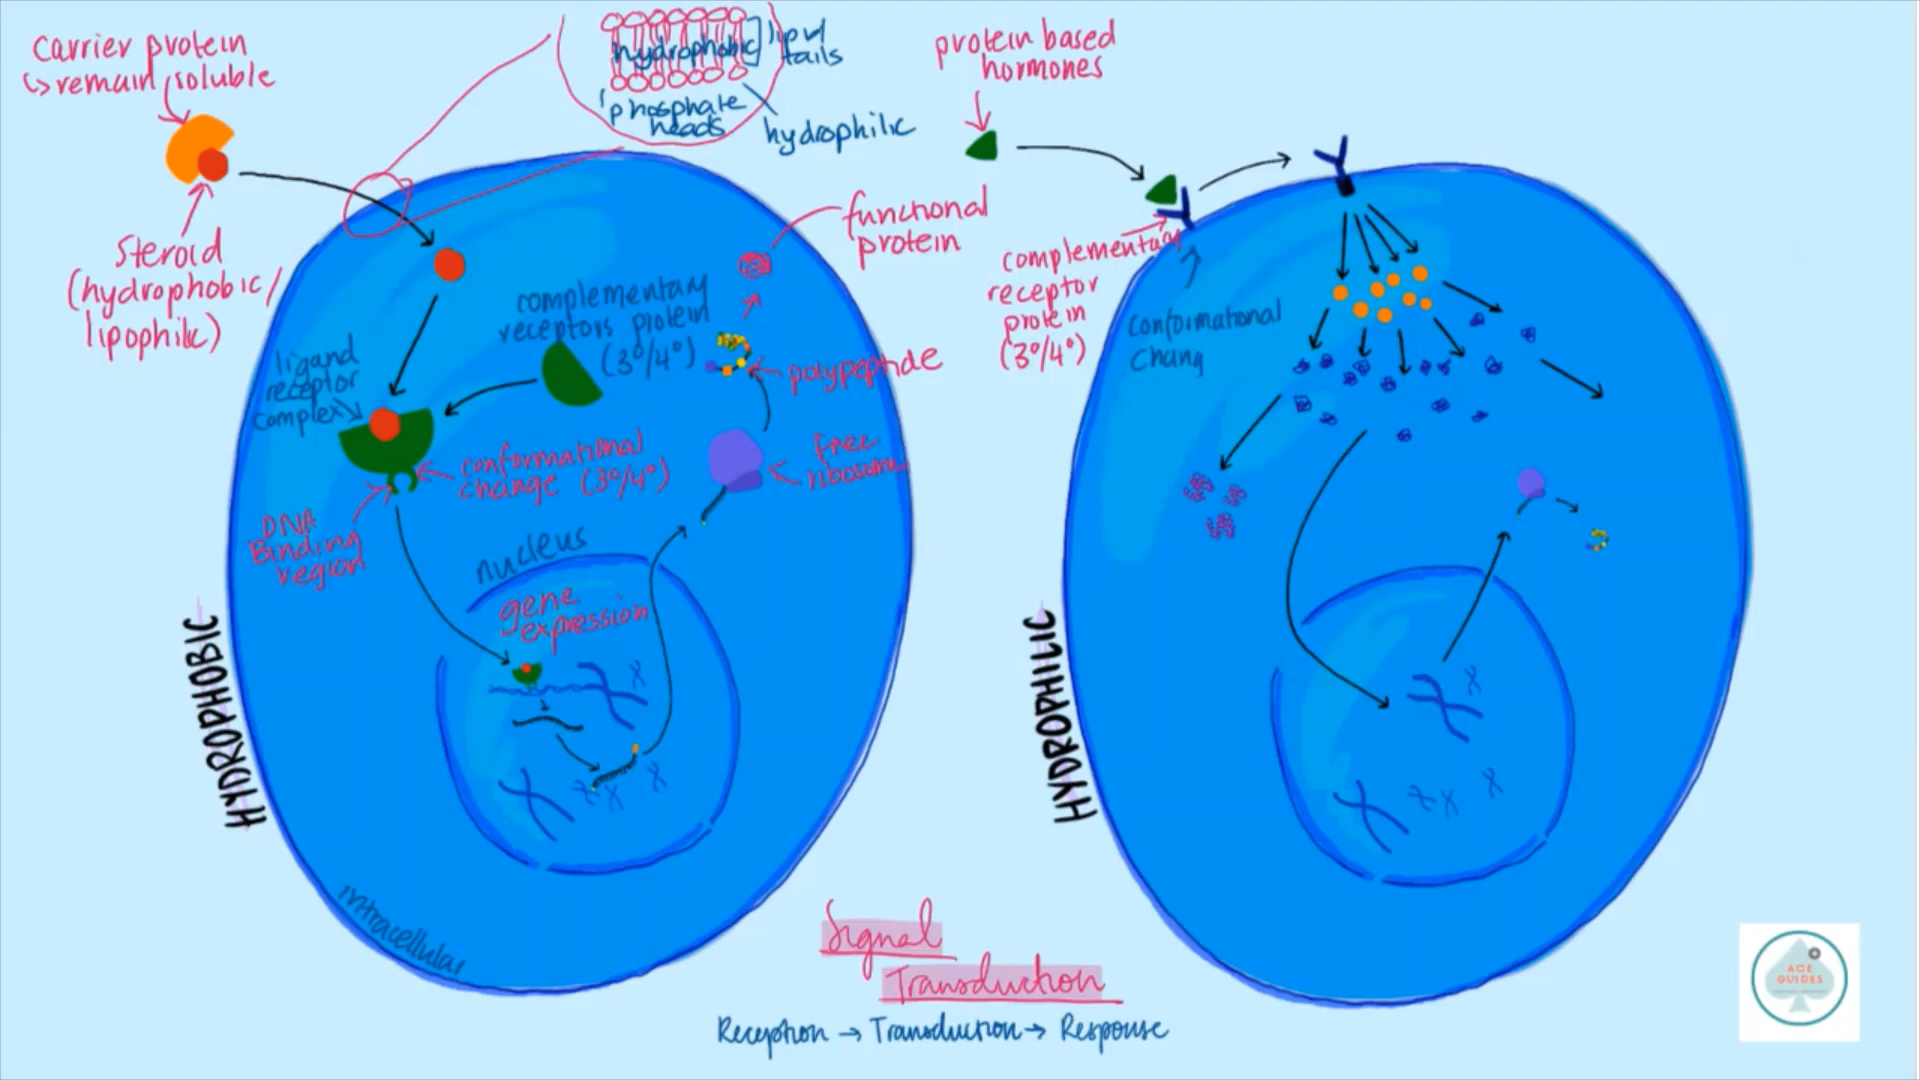 Carrier protein
↳ remain soluble
Steroid
(hydrophobic/
lipophilic)
hydrophobic
lipid
tails
phosphate
heads
hydrophilic
protein based
hormones
functional
protein
complementary
receptors protein
(3°/4°)
polypeptide
ligand
receptor
complex
conformational
change (3°/4°)
free
ribosome
DNA
Binding
region
nucleus
gene
expression
HYDROPHOBIC
intracellular
complementary
receptor
protein
(3°/4°)
Conformational
Chang
HYDROPHILIC
Signal
Transduction
Reception → Transduction → Response
ACE
GUIDES